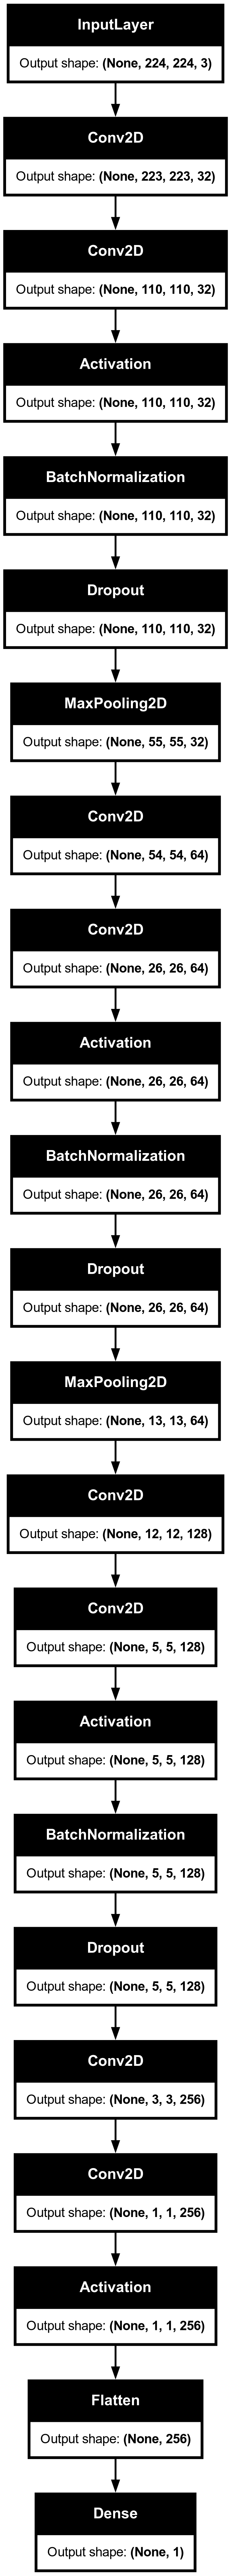 InputLayer
Output shape: (None, 224, 224, 3)
Conv2D
Output shape: (None, 223, 223, 32)
Conv2D
Output shape: (None, 110, 110, 32)
Activation
Output shape: (None, 110, 110, 32)
BatchNormalization
Output shape: (None, 110, 110, 32)
Dropout
Output shape: (None, 110, 110, 32)
MaxPooling2D
Output shape: (None, 55, 55, 32)
Conv2D
Output shape: (None, 54, 54, 64)
Conv2D
Output shape: (None, 26, 26, 64)
Activation
Output shape: (None, 26, 26, 64)
BatchNormalization
Output shape: (None, 26, 26, 64)
Dropout
Output shape: (None, 26, 26, 64)
MaxPooling2D
Output shape: (None, 13, 13, 64)
Conv2D
Output shape: (None, 12, 12, 128)
Conv2D
Output shape: (None, 5, 5, 128)
Activation
Output shape: (None, 5, 5, 128)
BatchNormalization
Output shape: (None, 5, 5, 128)
Dropout
Output shape: (None, 5, 5, 128)
Conv2D
Output shape: (None, 3, 3, 256)
Conv2D
Output shape: (None, 1, 1, 256)
Activation
Output shape: (None, 1, 1, 256)
Flatten
Output shape: (None, 256)
Dense
Output shape: (None, 1)